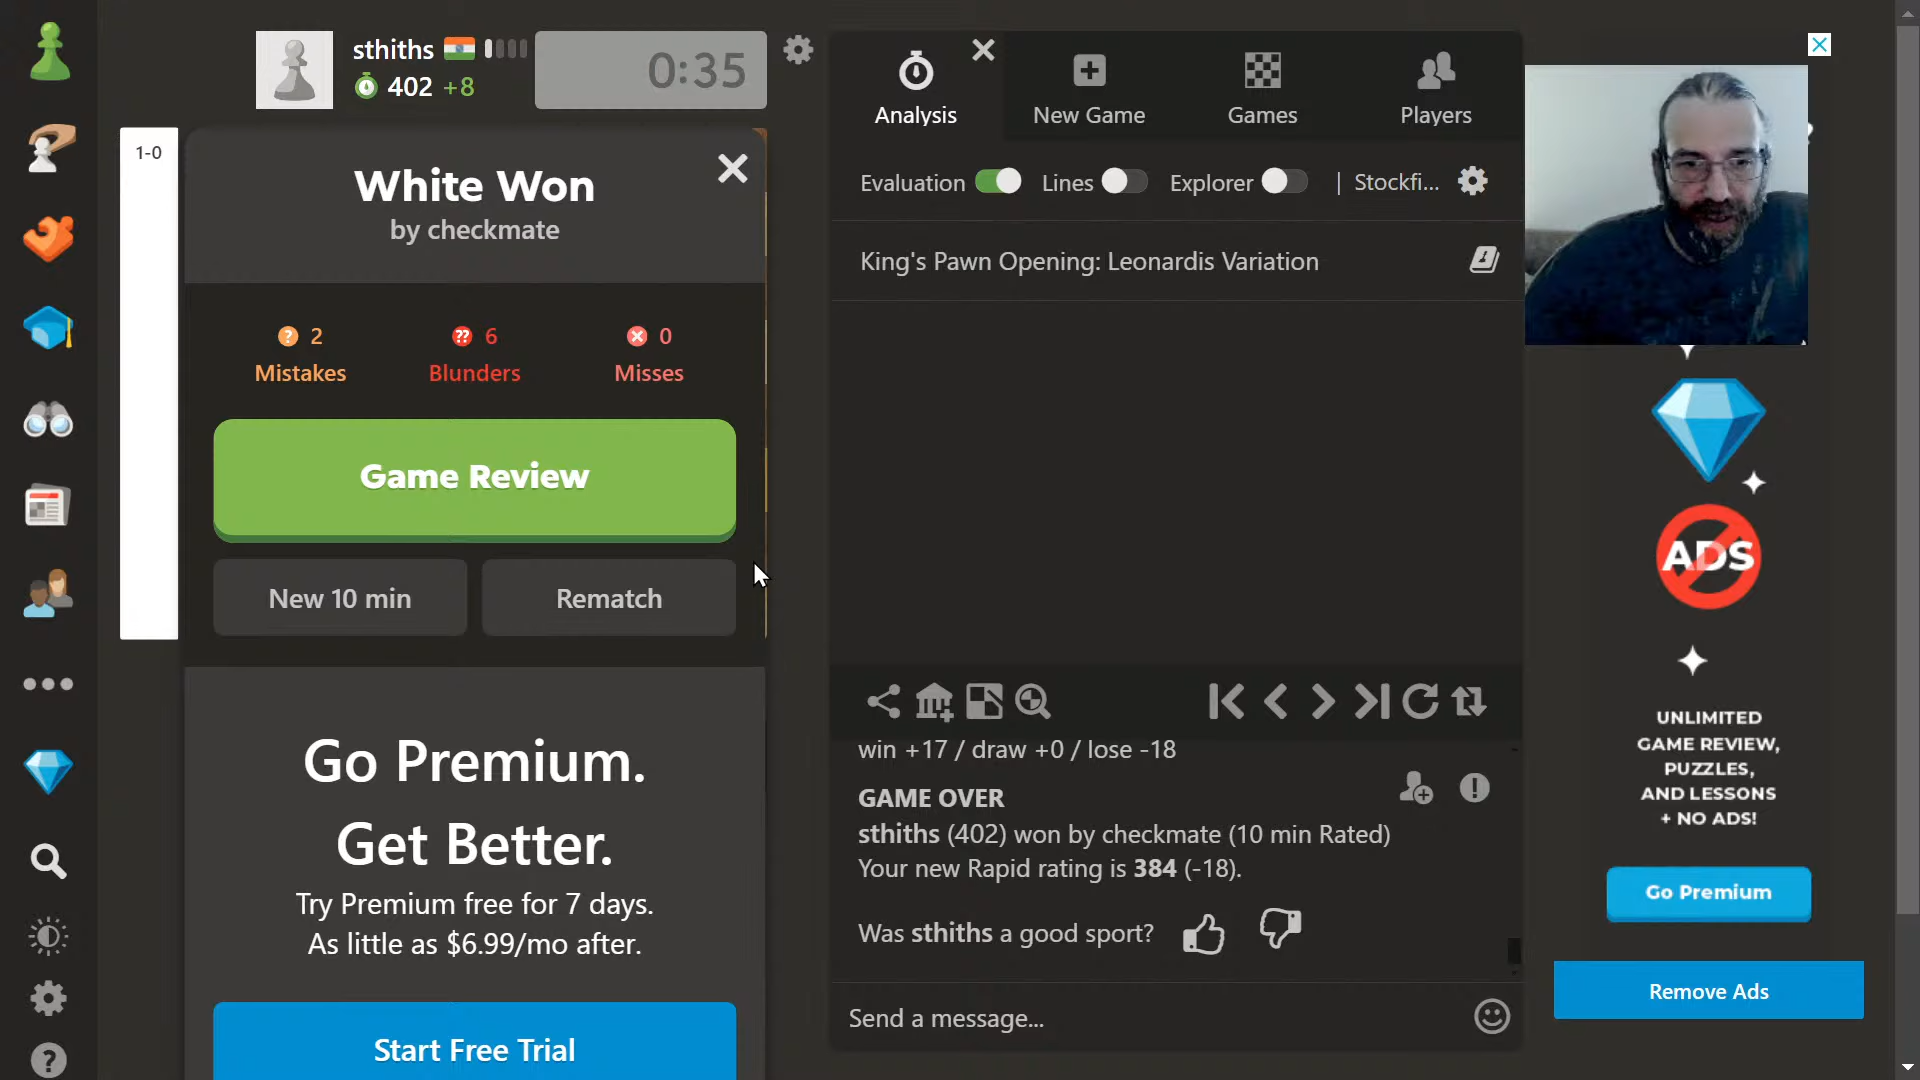 sthiths
402 +8
0:35
1-0
White Won
by checkmate
2
Mistakes
6
Blunders
0
Misses
Game Review
New 10 min
Rematch
Go Premium.
Get Better.
Try Premium free for 7 days.
As little as $6.99/mo after.
Start Free Trial
Analysis
New Game
Games
Players
Evaluation
Lines
Explorer
| Stockfi...
King's Pawn Opening: Leonardis Variation
win +17 / draw +0 / lose -18
GAME OVER
sthiths (402) won by checkmate (10 min Rated)
Your new Rapid rating is 384 (-18).
Was sthiths a good sport?
Send a message...
ADS
UNLIMITED
GAME REVIEW,
PUZZLES,
AND LESSONS
+ NO ADS!
Go Premium
Remove Ads